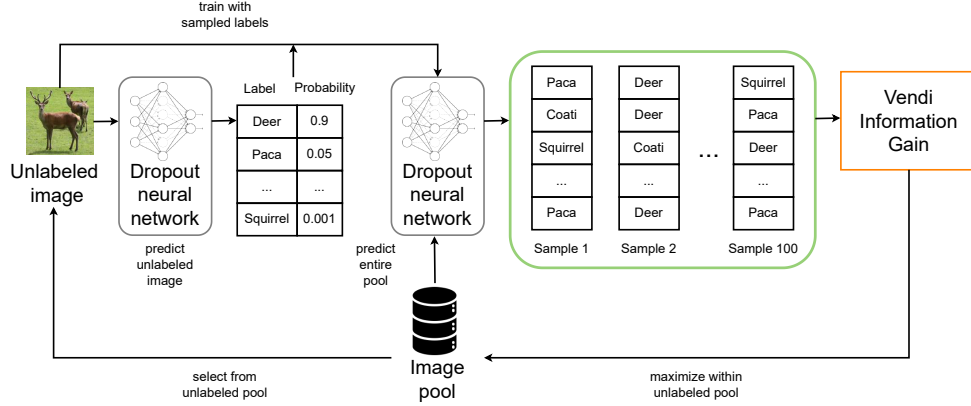 train with
sampled labels
Unlabeled
image
Dropout
neural
network
predict
unlabeled
image
Label Probability
Deer 0.9
Paca 0.05
... ...
Squirrel 0.001
Dropout
neural
network
predict
entire
pool
Paca
Coati
Squirrel
...
Paca
Sample 1
Deer
Deer
Coati
...
Deer
Sample 2
...
Squirrel
Paca
Deer
...
Paca
Sample 100
Vendi
Information
Gain
Image
pool
select from
unlabeled pool
maximize within
unlabeled pool